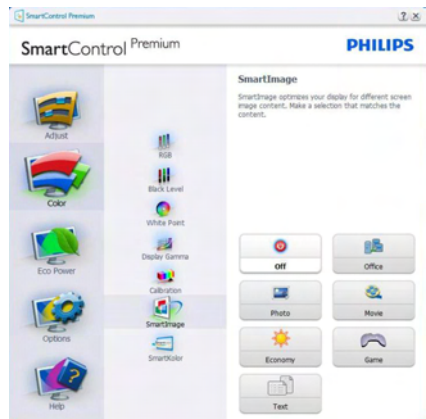 SmartControl Premium
SmartControl Premium
PHILIPS
Adjust
Color
Eco Power
Options
Help
RGB
Black Level
White Point
Display Gamma
Calibration
SmartImage
SmartKolor
SmartImage
SmartImage optimizes your display for different screen
image content. Make a selection that matches the
content.
Off
Office
Photo
Movie
Economy
Game
Text